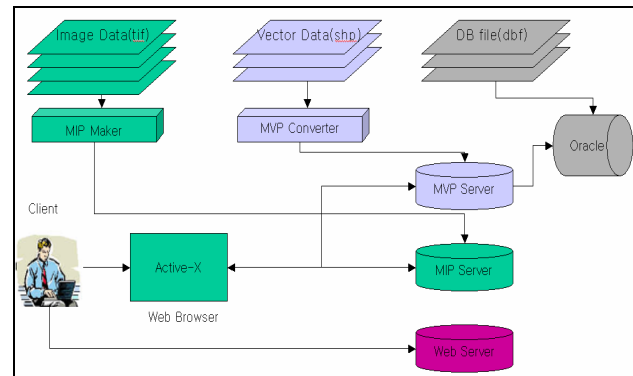 Image Data(tif)
Vector Data(shp)
DB file(dbf)
MIP Maker
MVP Converter
Oracle
MVP Server
Client
Active-X
MIP Server
Web Browser
Web Server